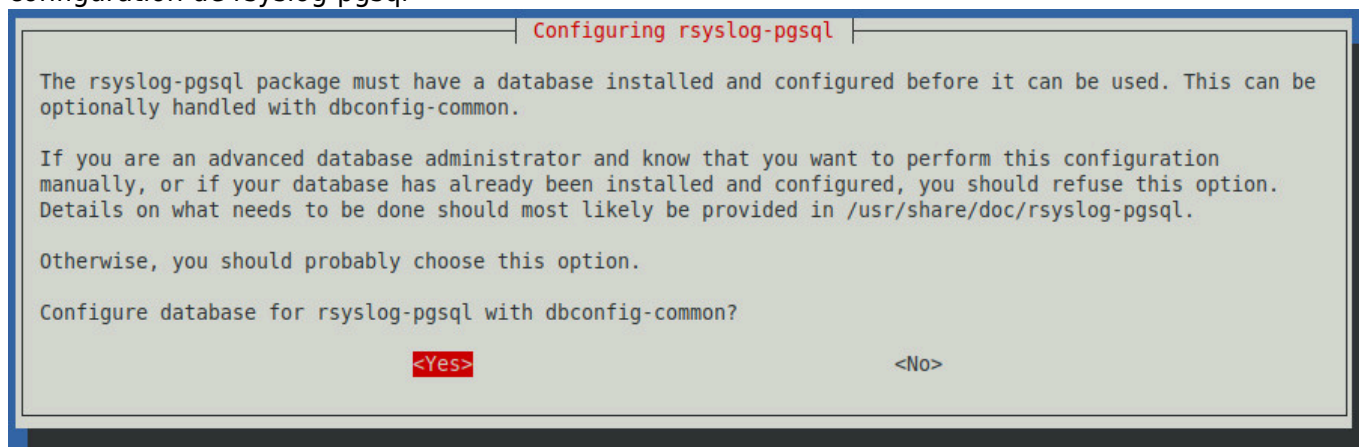 configuration de rsyslog-pgsql
Configuring rsyslog-pgsql
The rsyslog-pgsql package must have a database installed and configured before it can be used. This can be
optionally handled with dbconfig-common.
If you are an advanced database administrator and know that you want to perform this configuration
manually, or if your database has already been installed and configured, you should refuse this option.
Details on what needs to be done should most likely be provided in /usr/share/doc/rsyslog-pgsql.
Otherwise, you should probably choose this option.
Configure database for rsyslog-pgsql with dbconfig-common?
<Yes> <No>